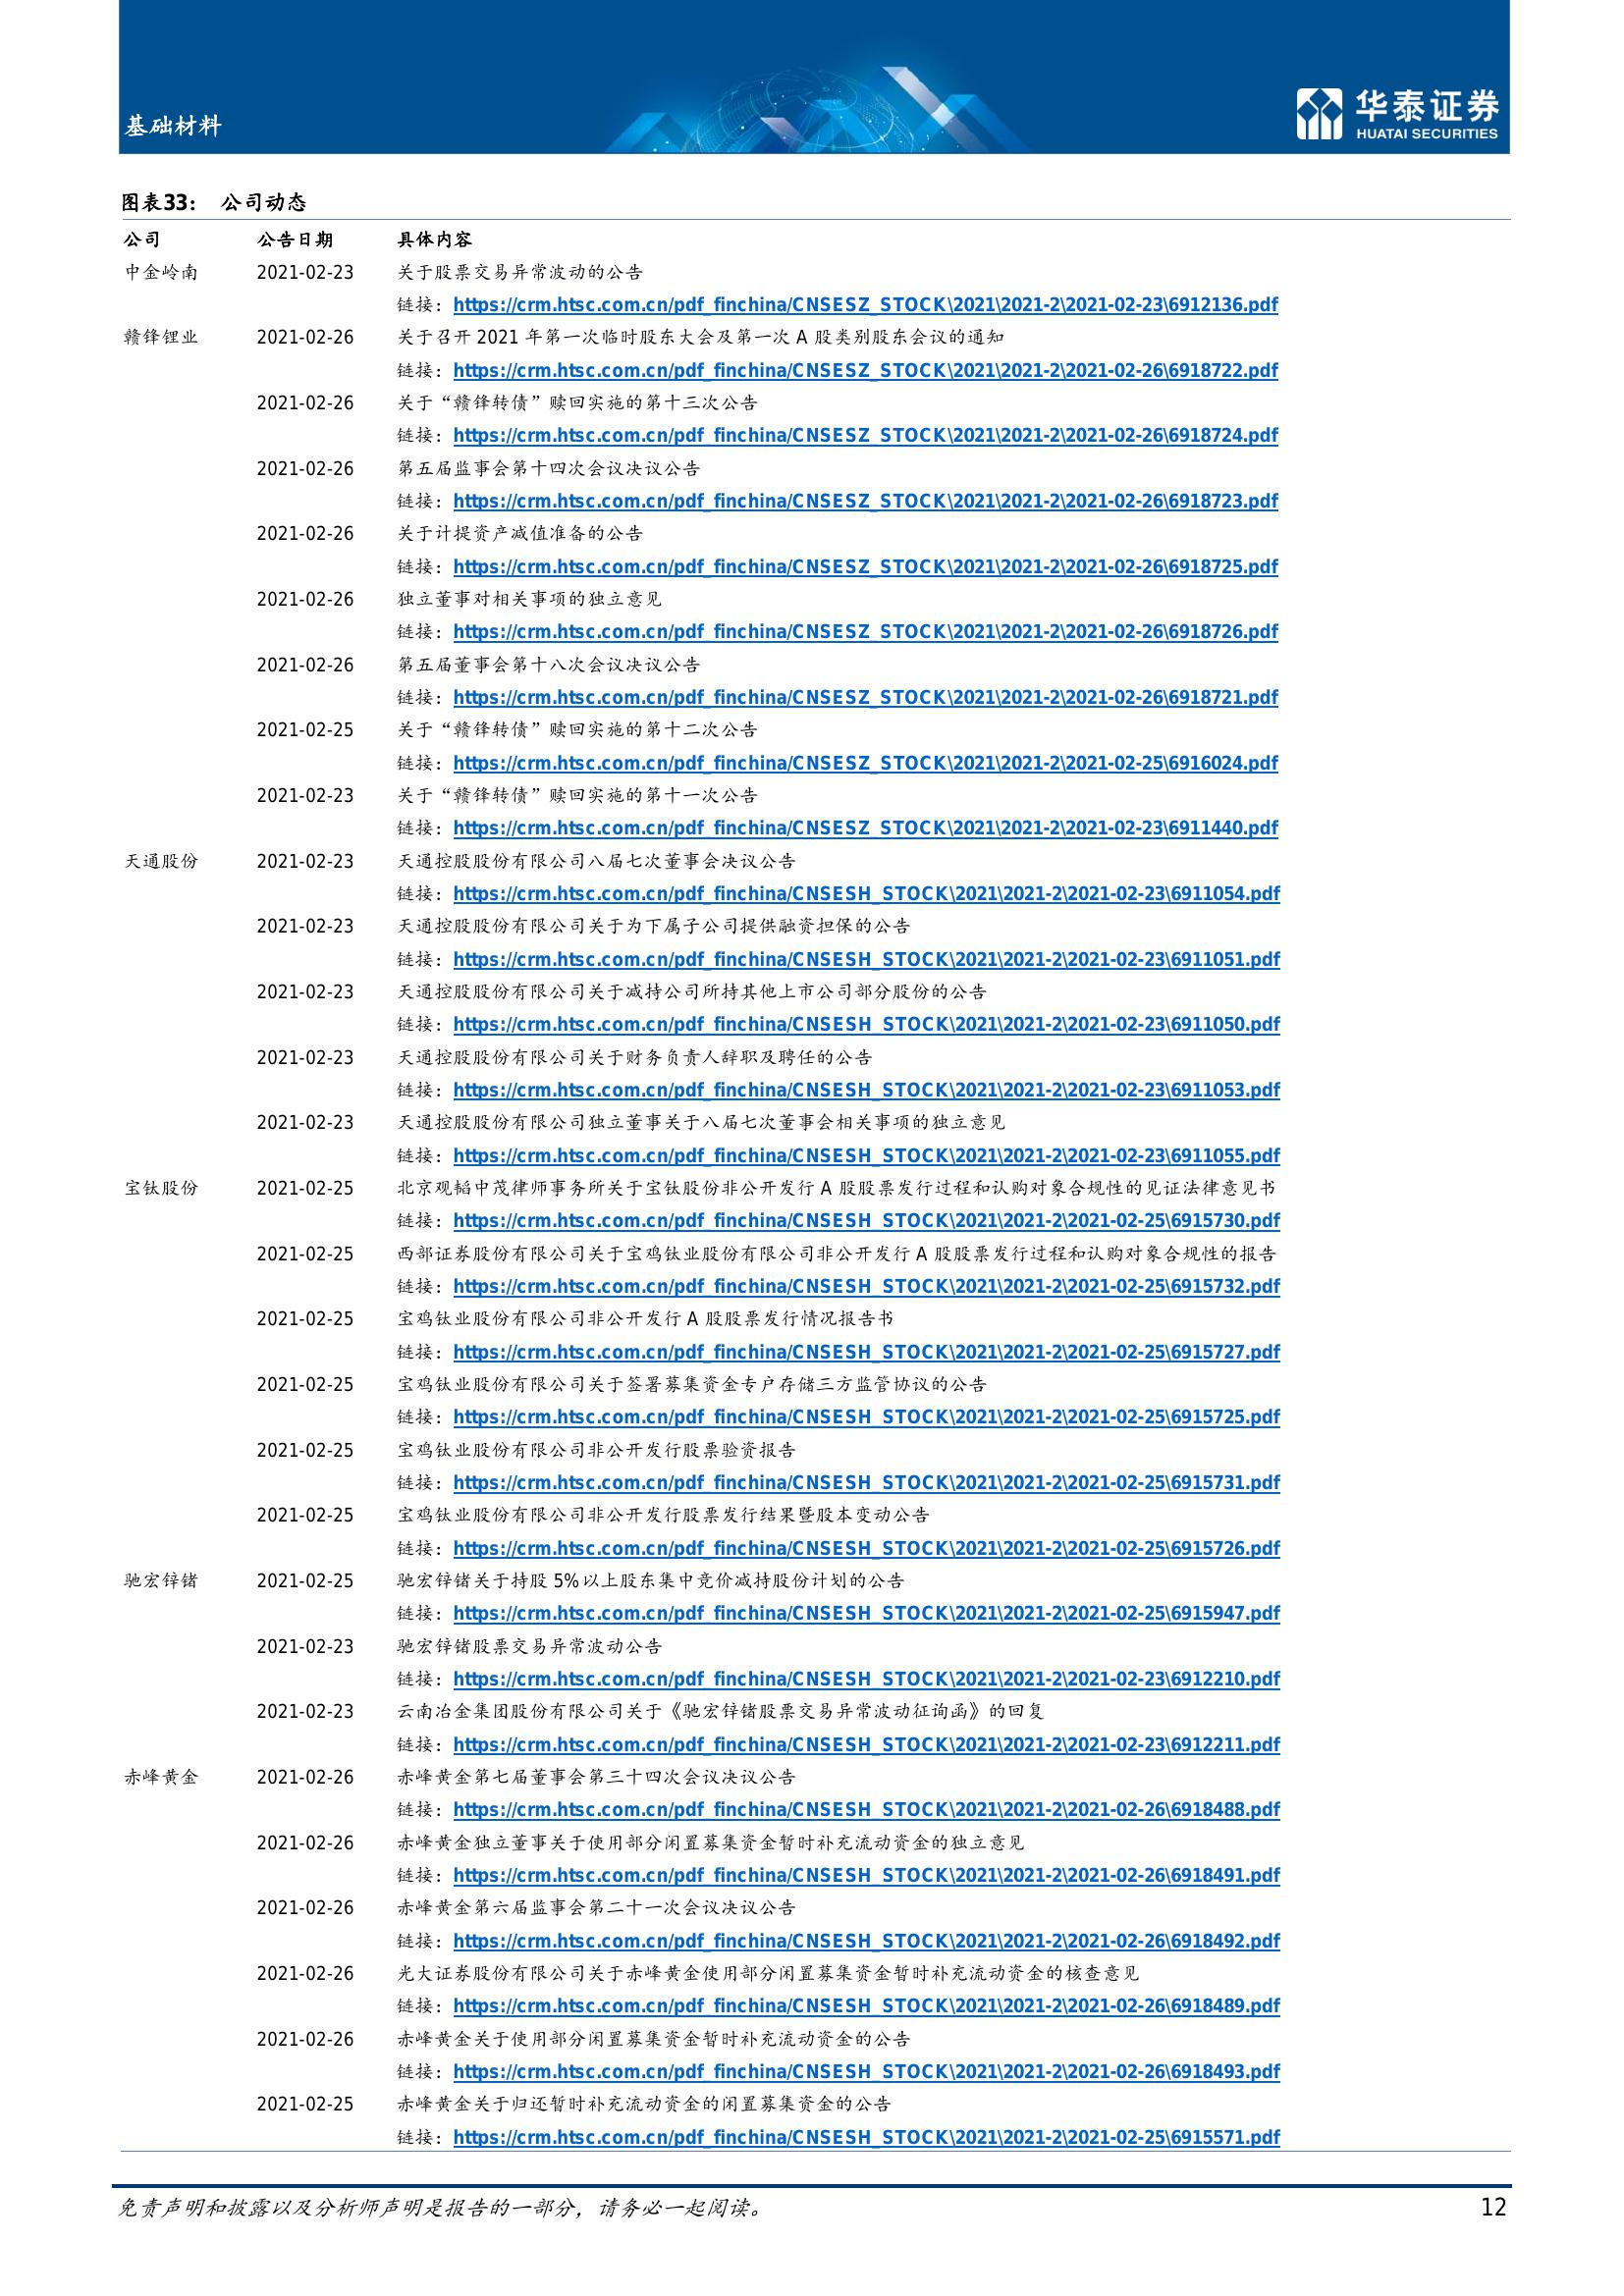 基础材料
华泰证券
HUATAI SECURITIES
图表33： 公司动态
公司 公告日期 具体内容
中金岭南 2021-02-23 关于股票交易异常波动的公告
链接：https://crm.htsc.com.cn/pdf_finchina/CNSESZ_STOCK\2021\2021-2\2021-02-23\6912136.pdf
赣锋锂业 2021-02-26 关于召开 2021 年第一次临时股东大会及第一次 A 股类别股东会议的通知
链接：https://crm.htsc.com.cn/pdf_finchina/CNSESZ_STOCK\2021\2021-2\2021-02-26\6918722.pdf
2021-02-26 关于“赣锋转债”赎回实施的第十三次公告
链接：https://crm.htsc.com.cn/pdf_finchina/CNSESZ_STOCK\2021\2021-2\2021-02-26\6918724.pdf
2021-02-26 第五届监事会第十四次会议决议公告
链接：https://crm.htsc.com.cn/pdf_finchina/CNSESZ_STOCK\2021\2021-2\2021-02-26\6918723.pdf
2021-02-26 关于计提资产减值准备的公告
链接：https://crm.htsc.com.cn/pdf_finchina/CNSESZ_STOCK\2021\2021-2\2021-02-26\6918725.pdf
2021-02-26 独立董事对相关事项的独立意见
链接：https://crm.htsc.com.cn/pdf_finchina/CNSESZ_STOCK\2021\2021-2\2021-02-26\6918726.pdf
2021-02-26 第五届董事会第十八次会议决议公告
链接：https://crm.htsc.com.cn/pdf_finchina/CNSESZ_STOCK\2021\2021-2\2021-02-26\6918721.pdf
2021-02-25 关于“赣锋转债”赎回实施的第十二次公告
链接：https://crm.htsc.com.cn/pdf_finchina/CNSESZ_STOCK\2021\2021-2\2021-02-25\6916024.pdf
2021-02-23 关于“赣锋转债”赎回实施的第十一次公告
链接：https://crm.htsc.com.cn/pdf_finchina/CNSESZ_STOCK\2021\2021-2\2021-02-23\6911440.pdf
天通股份 2021-02-23 天通控股股份有限公司八届七次董事会决议公告
链接：https://crm.htsc.com.cn/pdf_finchina/CNSESH_STOCK\2021\2021-2\2021-02-23\6911054.pdf
2021-02-23 天通控股股份有限公司关于为下属子公司提供融资担保的公告
链接：https://crm.htsc.com.cn/pdf_finchina/CNSESH_STOCK\2021\2021-2\2021-02-23\6911051.pdf
2021-02-23 天通控股股份有限公司关于减持公司所持其他上市公司部分股份的公告
链接：https://crm.htsc.com.cn/pdf_finchina/CNSESH_STOCK\2021\2021-2\2021-02-23\6911050.pdf
2021-02-23 天通控股股份有限公司关于财务负责人辞职及聘任的公告
链接：https://crm.htsc.com.cn/pdf_finchina/CNSESH_STOCK\2021\2021-2\2021-02-23\6911053.pdf
2021-02-23 天通控股股份有限公司独立董事关于八届七次董事会相关事项的独立意见
链接：https://crm.htsc.com.cn/pdf_finchina/CNSESH_STOCK\2021\2021-2\2021-02-23\6911055.pdf
宝钛股份 2021-02-25 北京观韬中茂律师事务所关于宝钛股份非公开发行 A 股股票发行过程和认购对象合规性的见证法律意见书
链接：https://crm.htsc.com.cn/pdf_finchina/CNSESH_STOCK\2021\2021-2\2021-02-25\6915730.pdf
2021-02-25 西部证券股份有限公司关于宝鸡钛业股份有限公司非公开发行 A 股股票发行过程和认购对象合规性的报告
链接：https://crm.htsc.com.cn/pdf_finchina/CNSESH_STOCK\2021\2021-2\2021-02-25\6915732.pdf
2021-02-25 宝鸡钛业股份有限公司非公开发行 A 股股票发行情况报告书
链接：https://crm.htsc.com.cn/pdf_finchina/CNSESH_STOCK\2021\2021-2\2021-02-25\6915727.pdf
2021-02-25 宝鸡钛业股份有限公司关于签署募集资金专户存储三方监管协议的公告
链接：https://crm.htsc.com.cn/pdf_finchina/CNSESH_STOCK\2021\2021-2\2021-02-25\6915725.pdf
2021-02-25 宝鸡钛业股份有限公司非公开发行股票验资报告
链接：https://crm.htsc.com.cn/pdf_finchina/CNSESH_STOCK\2021\2021-2\2021-02-25\6915731.pdf
2021-02-25 宝鸡钛业股份有限公司非公开发行股票发行结果暨股本变动公告
链接：https://crm.htsc.com.cn/pdf_finchina/CNSESH_STOCK\2021\2021-2\2021-02-25\6915726.pdf
驰宏锌锗 2021-02-25 驰宏锌锗关于持股 5%以上股东集中竞价减持股份计划的公告
链接：https://crm.htsc.com.cn/pdf_finchina/CNSESH_STOCK\2021\2021-2\2021-02-25\6915947.pdf
2021-02-23 驰宏锌锗股票交易异常波动公告
链接：https://crm.htsc.com.cn/pdf_finchina/CNSESH_STOCK\2021\2021-2\2021-02-23\6912210.pdf
2021-02-23 云南冶金集团股份有限公司关于《驰宏锌锗股票交易异常波动征询函》的回复
链接：https://crm.htsc.com.cn/pdf_finchina/CNSESH_STOCK\2021\2021-2\2021-02-23\6912211.pdf
赤峰黄金 2021-02-26 赤峰黄金第七届董事会第三十四次会议决议公告
链接：https://crm.htsc.com.cn/pdf_finchina/CNSESH_STOCK\2021\2021-2\2021-02-26\6918488.pdf
2021-02-26 赤峰黄金独立董事关于使用部分闲置募集资金暂时补充流动资金的独立意见
链接：https://crm.htsc.com.cn/pdf_finchina/CNSESH_STOCK\2021\2021-2\2021-02-26\6918491.pdf
2021-02-26 赤峰黄金第六届监事会第二十一次会议决议公告
链接：https://crm.htsc.com.cn/pdf_finchina/CNSESH_STOCK\2021\2021-2\2021-02-26\6918492.pdf
2021-02-26 光大证券股份有限公司关于赤峰黄金使用部分闲置募集资金暂时补充流动资金的核查意见
链接：https://crm.htsc.com.cn/pdf_finchina/CNSESH_STOCK\2021\2021-2\2021-02-26\6918489.pdf
2021-02-26 赤峰黄金关于使用部分闲置募集资金暂时补充流动资金的公告
链接：https://crm.htsc.com.cn/pdf_finchina/CNSESH_STOCK\2021\2021-2\2021-02-26\6918493.pdf
2021-02-25 赤峰黄金关于归还暂时补充流动资金的闲置募集资金的公告
链接：https://crm.htsc.com.cn/pdf_finchina/CNSESH_STOCK\2021\2021-2\2021-02-25\6915571.pdf
免责声明和披露以及分析师声明是报告的一部分，请务必一起阅读。 12